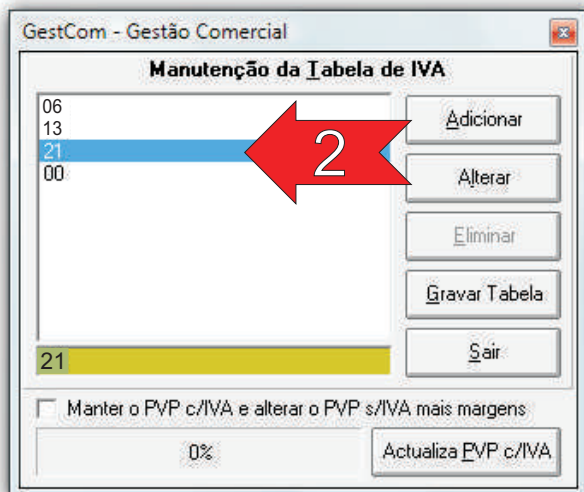 GestCom - Gestão Comercial
Manutenção da Tabela de IVA
06
13
21
00
2
Adicionar
Alterar
Eliminar
Gravar Tabela
Sair
21
Manter o PVP c/IVA e alterar o PVP s/IVA mais margens
0%
Actualiza PVP c/IVA